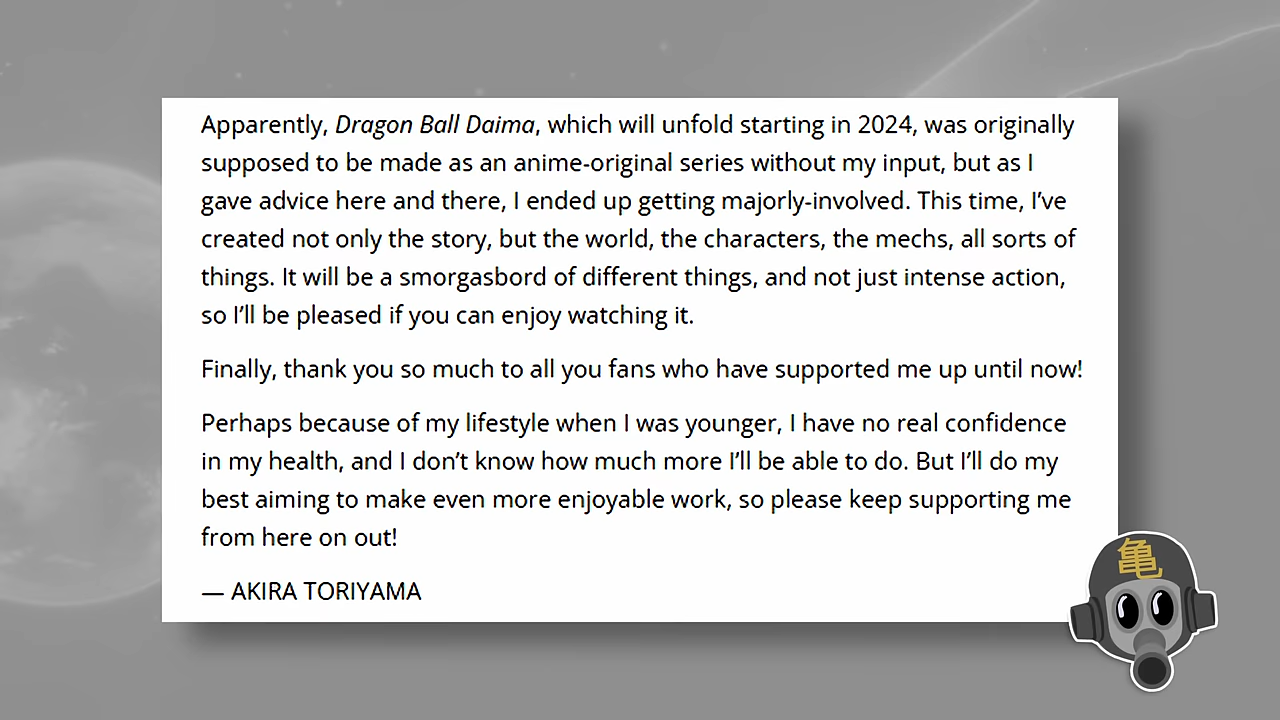 Apparently, Dragon Ball Daima, which will unfold starting in 2024, was originally
supposed to be made as an anime-original series without my input, but as I
gave advice here and there, I ended up getting majorly-involved. This time, I’ve
created not only the story, but the world, the characters, the mechs, all sorts of
things. It will be a smorgasbord of different things, and not just intense action,
so I’ll be pleased if you can enjoy watching it.
Finally, thank you so much to all you fans who have supported me up until now!
Perhaps because of my lifestyle when I was younger, I have no real confidence
in my health, and I don’t know how much more I’ll be able to do. But I’ll do my
best aiming to make even more enjoyable work, so please keep supporting me
from here on out!
— AKIRA TORIYAMA
亀